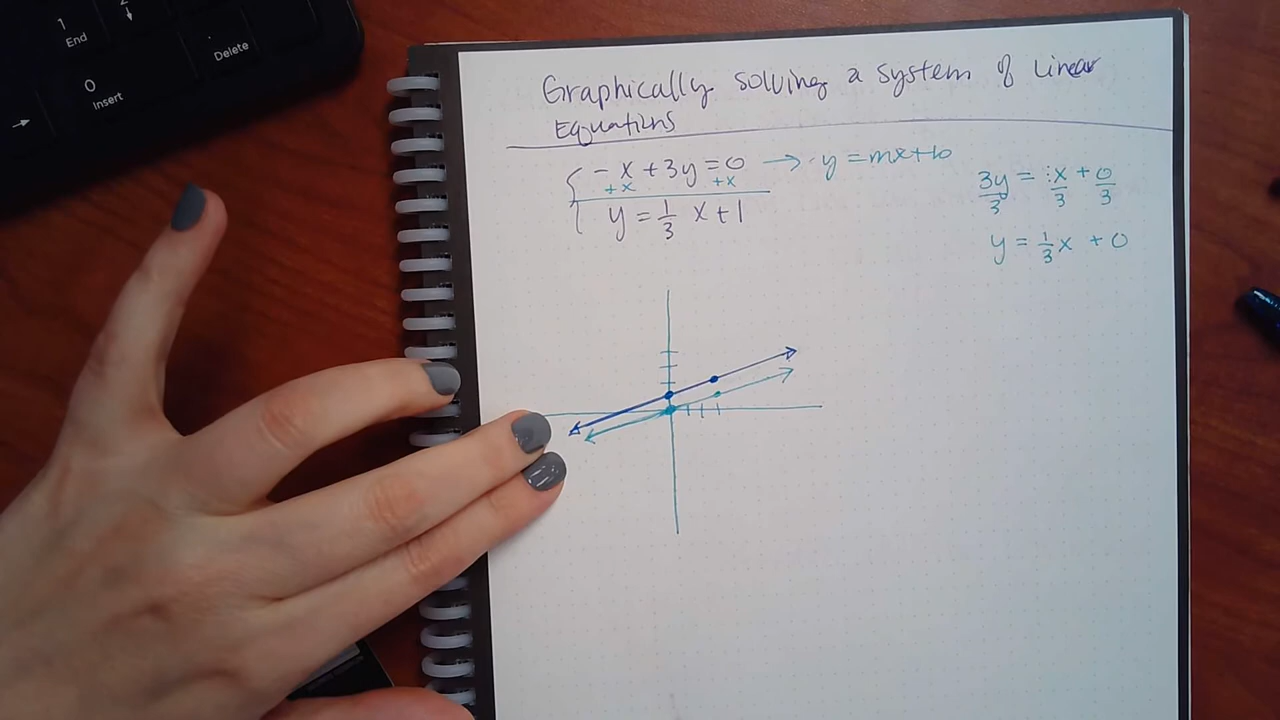 1
End
2
↓
.
Delete
0
Insert
→
Graphically solving a system of linear
Equations
{ -x + 3y = 0 → y = mx+b
+x +x
y = 1/3 x + 1
3y/3 = x/3 + 0/3
y = 1/3 x + 0